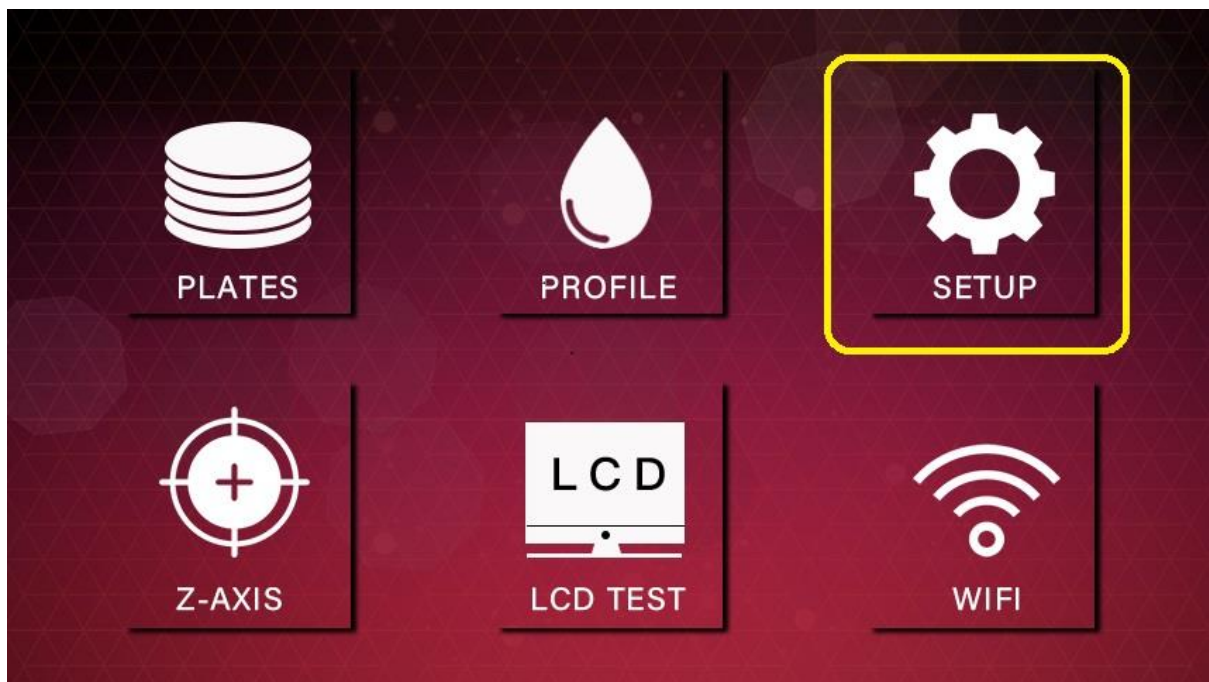 PLATES
PROFILE
SETUP
LCD
Z-AXIS
LCD TEST
WIFI